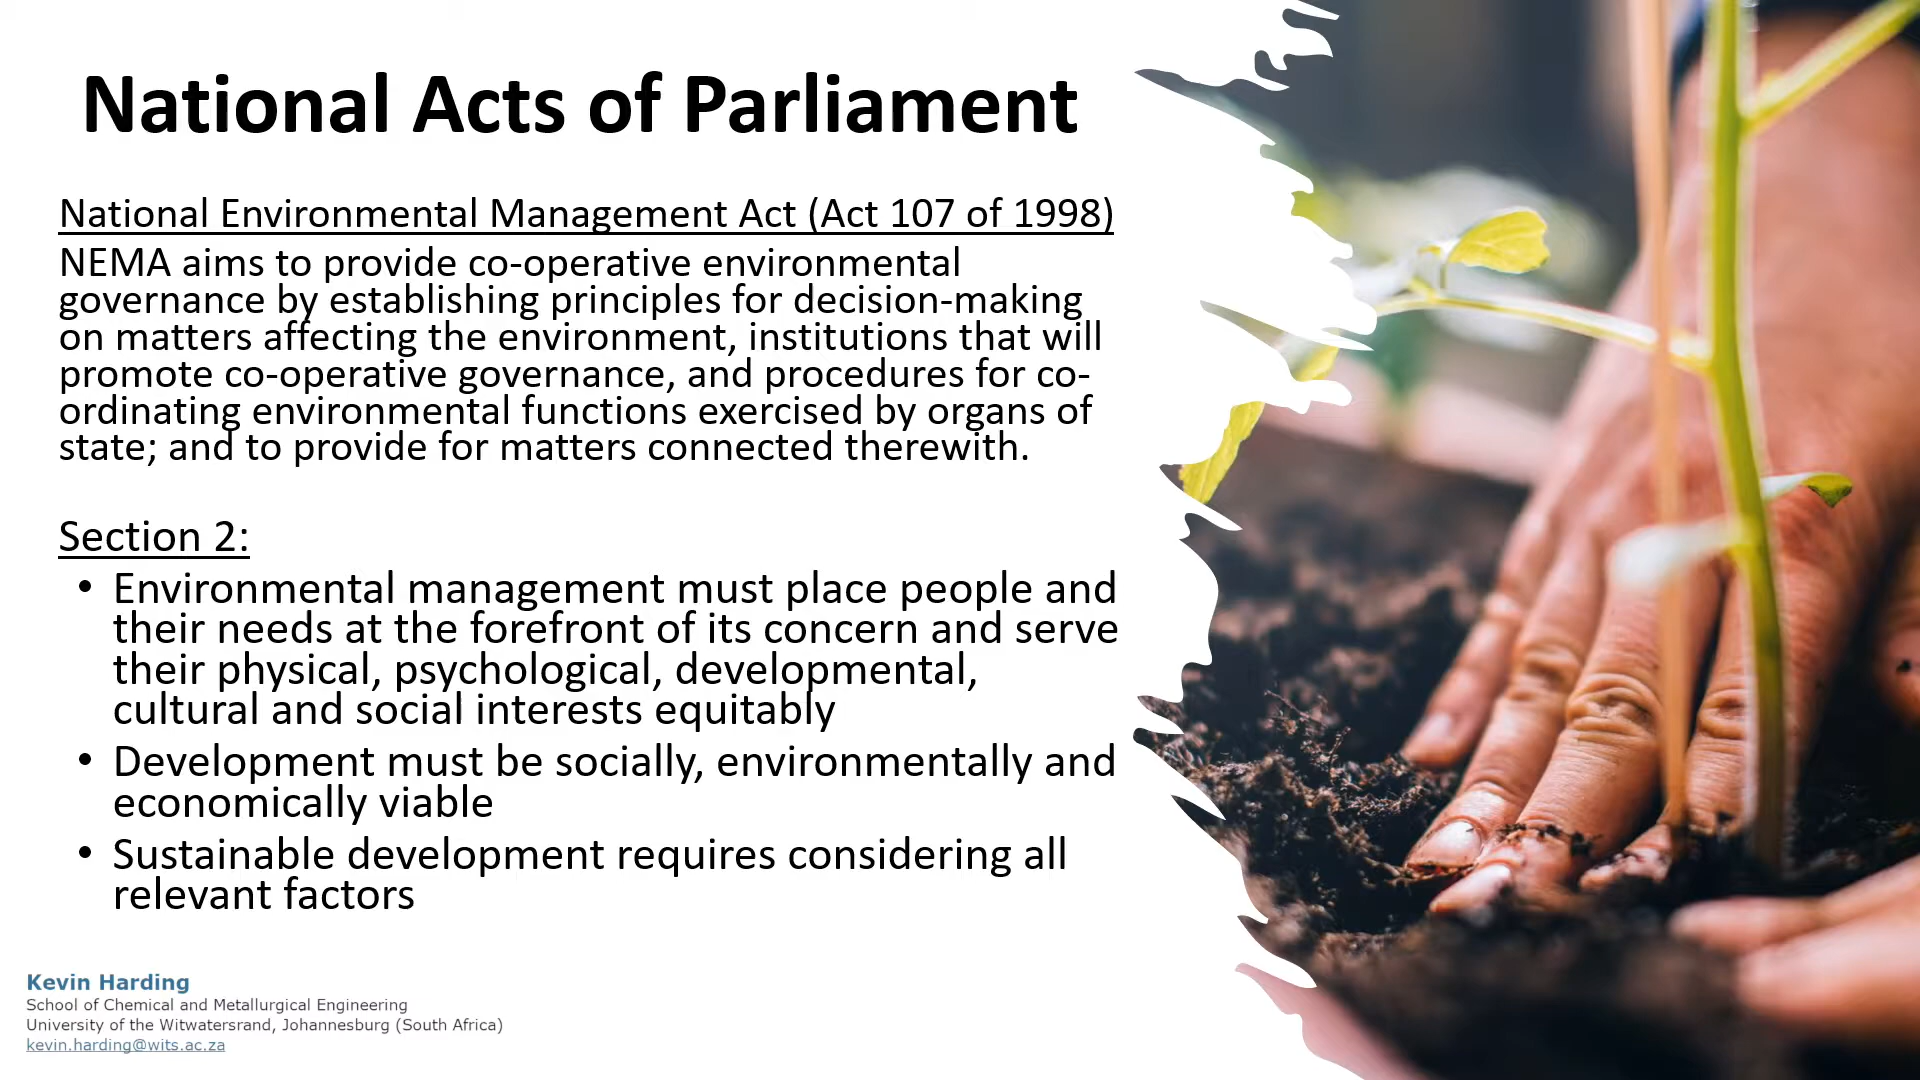 National Acts of Parliament
National Environmental Management Act (Act 107 of 1998)
NEMA aims to provide co-operative environmental
governance by establishing principles for decision-making
on matters affecting the environment, institutions that will
promote co-operative governance, and procedures for co-
ordinating environmental functions exercised by organs of
state; and to provide for matters connected therewith.
Section 2:
• Environmental management must place people and
their needs at the forefront of its concern and serve
their physical, psychological, developmental,
cultural and social interests equitably
• Development must be socially, environmentally and
economically viable
• Sustainable development requires considering all
relevant factors
Kevin Harding
School of Chemical and Metallurgical Engineering
University of the Witwatersrand, Johannesburg (South Africa)
kevin.harding@wits.ac.za